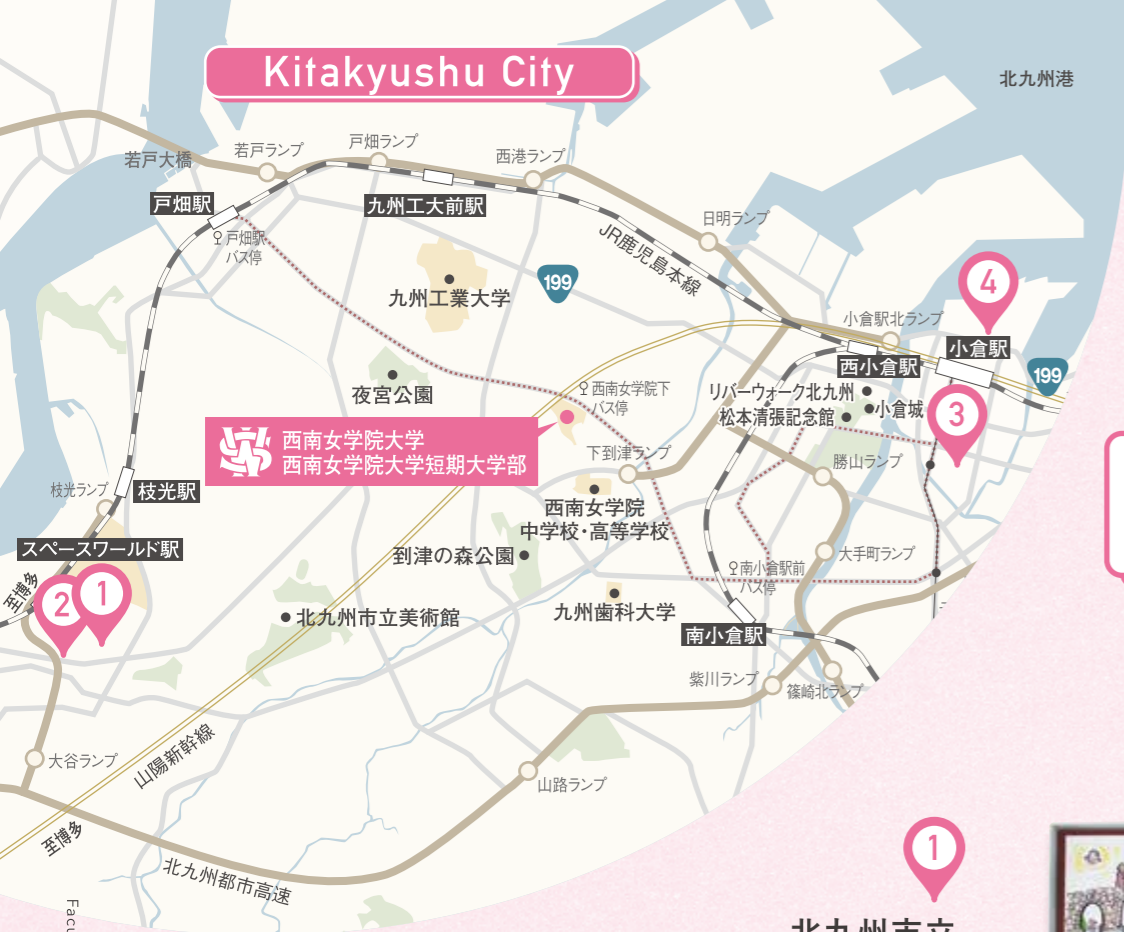 Kitakyushu City
北九州港
若戸大橋
若戸ランプ
戸畑ランプ
西港ランプ
戸畑駅
九州工大前駅
戸畑駅
バス停
日明ランプ
JR鹿児島本線
199
九州工業大学
4
小倉駅北ランプ
小倉駅
西小倉駅
199
夜宮公園
西南女学院下
バス停
リバーウォーク北九州
小倉城
松本清張記念館
3
西南女学院大学
西南女学院大学短期大学部
下到津ランプ
勝山ランプ
枝光ランプ
枝光駅
西南女学院
中学校・高等学校
スペースワールド駅
到津の森公園
大手町ランプ
至博多
南小倉駅前
バス停
2
1
北九州市立美術館
九州歯科大学
南小倉駅
紫川ランプ
篠崎北ランプ
大谷ランプ
山陽新幹線
山路ランプ
至博多
北九州都市高速
Facu
1
北九州市立